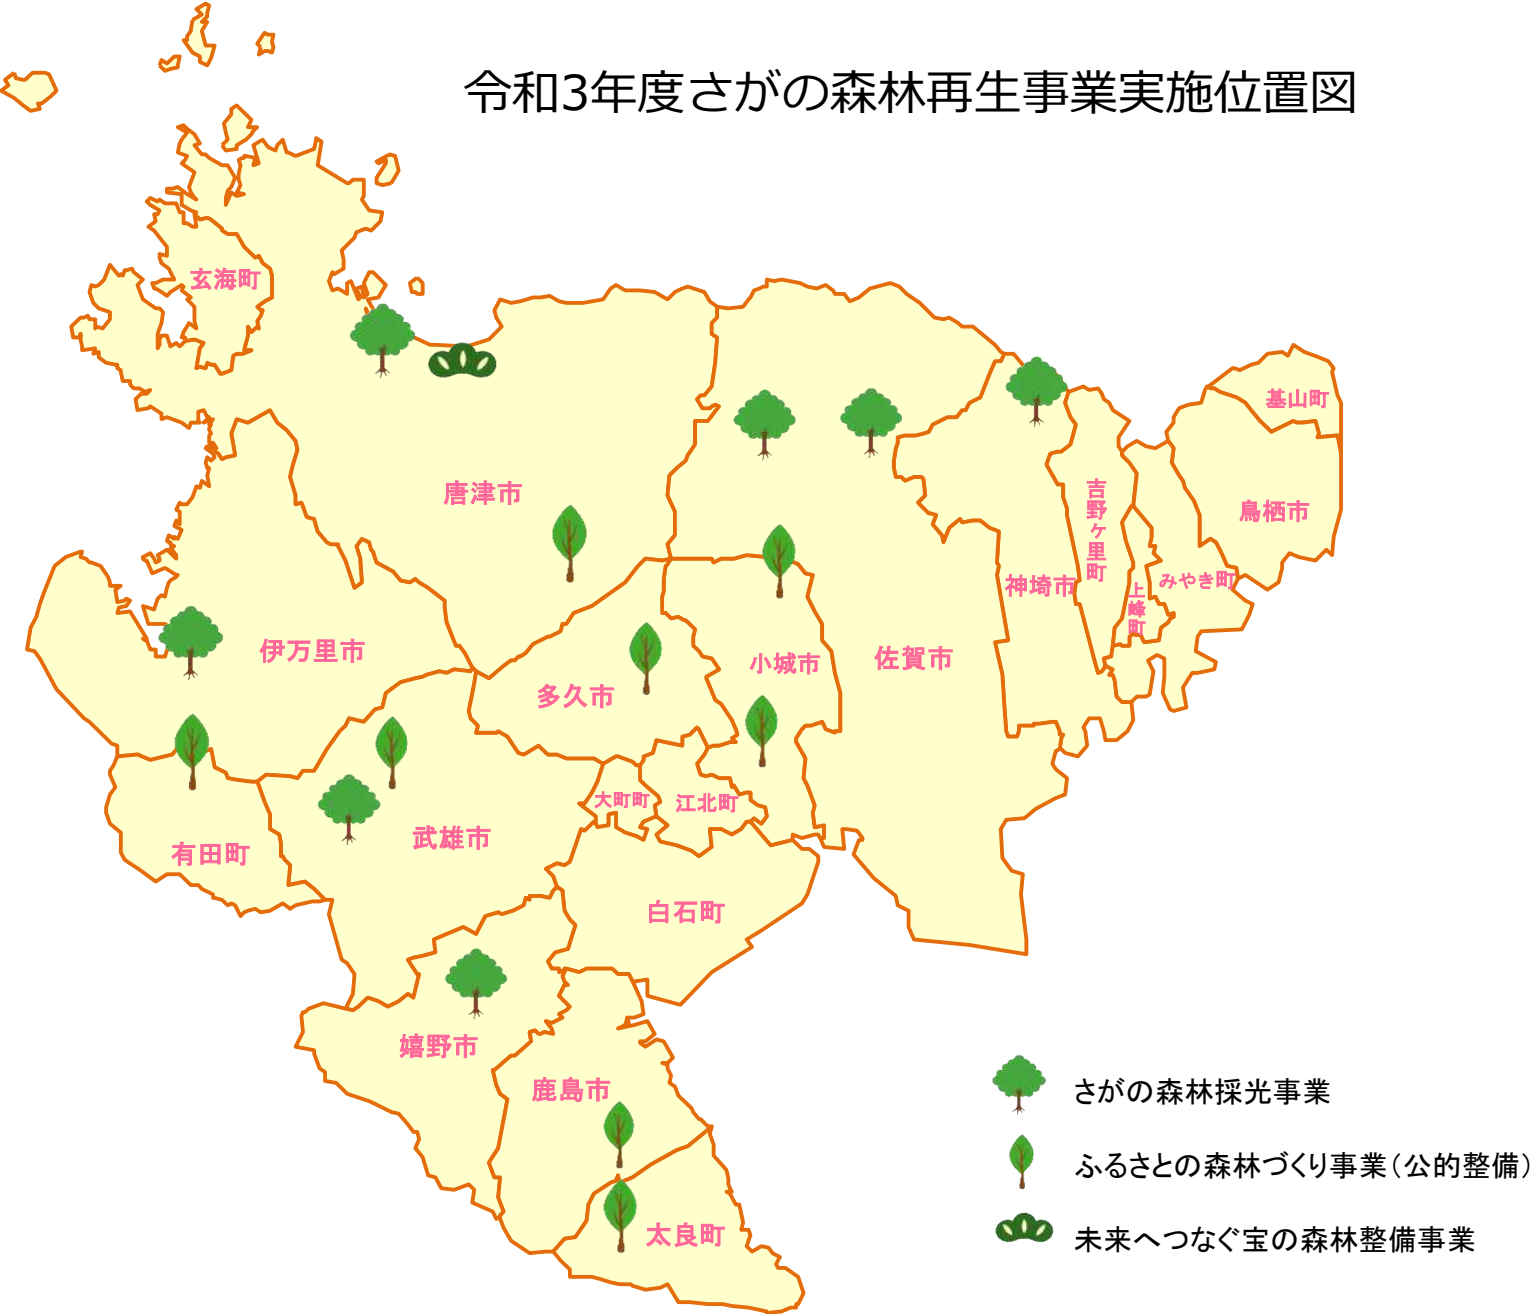 令和3年度さがの森林再生事業実施位置図
玄海町
基山町
唐津市
吉野ヶ里町
鳥栖市
神埼市
上峰町
みやき町
伊万里市
多久市
小城市
佐賀市
大町町
江北町
有田町
武雄市
白石町
嬉野市
鹿島市
太良町
さがの森林採光事業
ふるさとの森林づくり事業（公的整備）
未来へつなぐ宝の森林整備事業